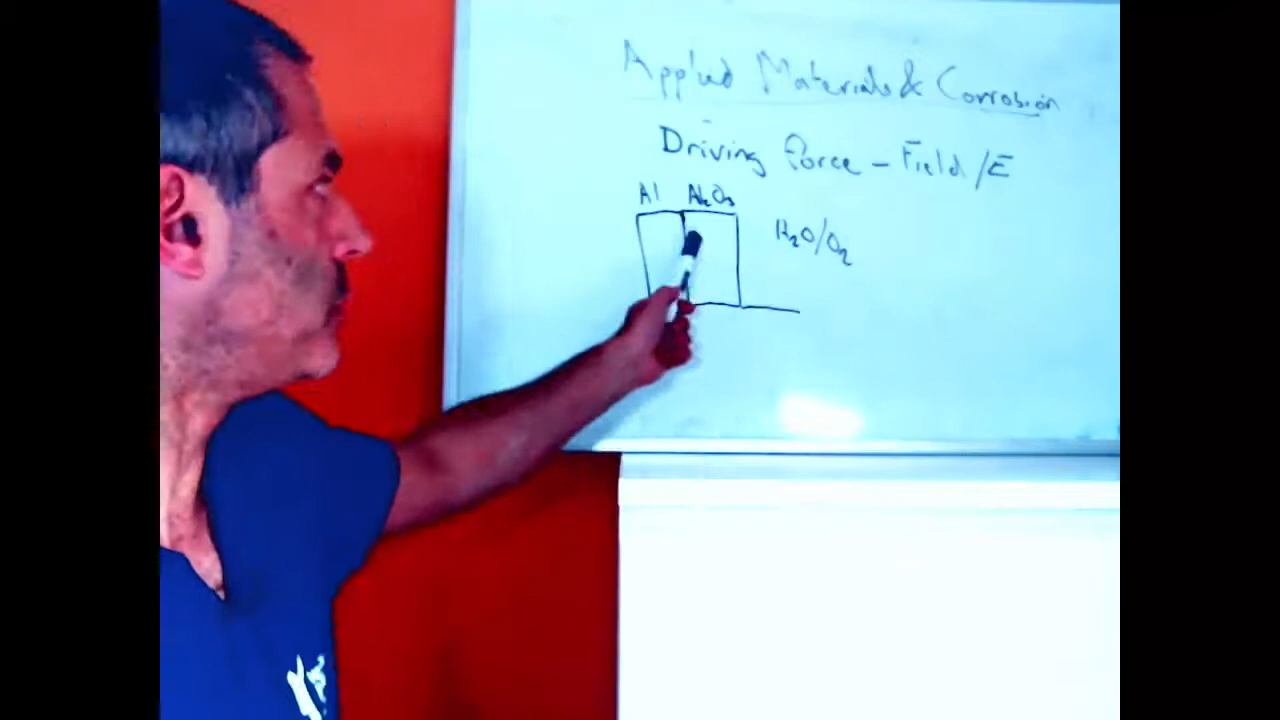 Applied Materials & Corrosion
Driving Force – Field / E
Al Al₂O₃
H₂O/O₂